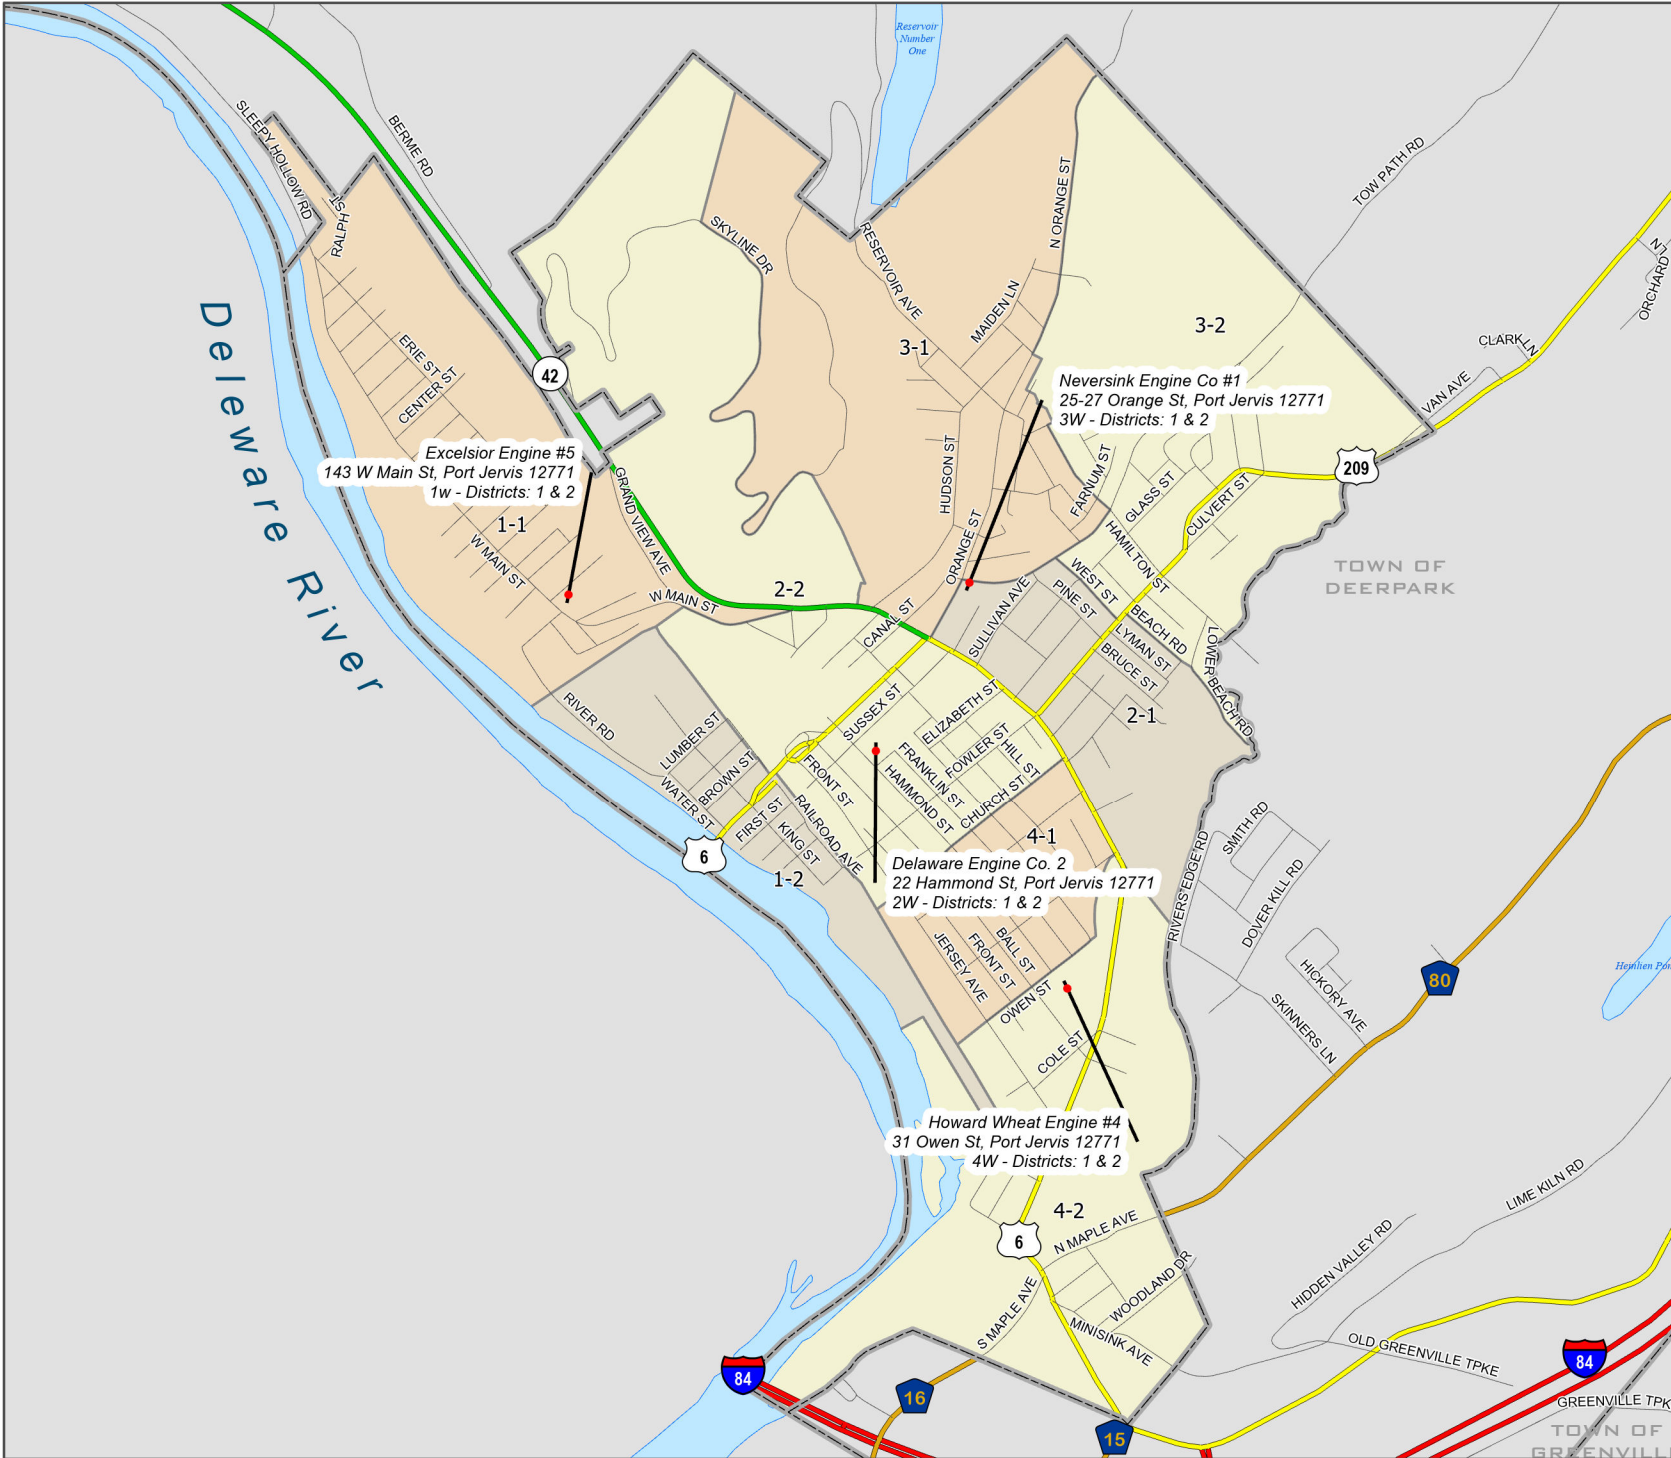 Reservoir
Number
One
SLEEPY HOLLOW RD
BERME RD
RALPH ST
TOW PATH RD
N ORANGE ST
SKYLINE DR
RESERVOIR AVE
MAIDEN LN
N
ORCHARD
Deleware River
3-2
3-1
ERIE ST
CENTER ST
42
CLARK LN
VAN AVE
Neversink Engine Co #1
25-27 Orange St, Port Jervis 12771
3W - Districts: 1 & 2
Excelsior Engine #5
143 W Main St, Port Jervis 12771
1w - Districts: 1 & 2
209
HUDSON ST
FARNUM ST
GLASS ST
CULVERT ST
GRAND VIEW AVE
1-1
W MAIN ST
ORANGE ST
HAMILTON ST
TOWN OF
DEERPARK
WEST ST
PINE ST
2-2
W MAIN ST
CANAL ST
SULLIVAN AVE
BEACH RD
LYMAN ST
BRUCE ST
LOWER BEACH RD
RIVER RD
SUSSEX ST
ELIZABETH ST
2-1
LUMBER ST
BROWN ST
WATER ST
FOWLER ST
HILL ST
FRANKLIN ST
HAMMOND ST
CHURCH ST
FRONT ST
RAILROAD AVE
FIRST ST
KING ST
6
1-2
4-1
SMITH RD
RIVERS EDGE RD
DOVER KILL RD
Delaware Engine Co. 2
22 Hammond St, Port Jervis 12771
2W - Districts: 1 & 2
JERSEY AVE
FRONT ST
BALL ST
OWEN ST
HICKORY AVE
SKINNERS LN
80
COLE ST
Howard Wheat Engine #4
31 Owen St, Port Jervis 12771
4W - Districts: 1 & 2
LIME KILN RD
4-2
N MAPLE AVE
6
HIDDEN VALLEY RD
WOODLAND DR
S MAPLE AVE
MINISINK AVE
OLD GREENVILLE TPKE
84
84
16
15
TOWN OF